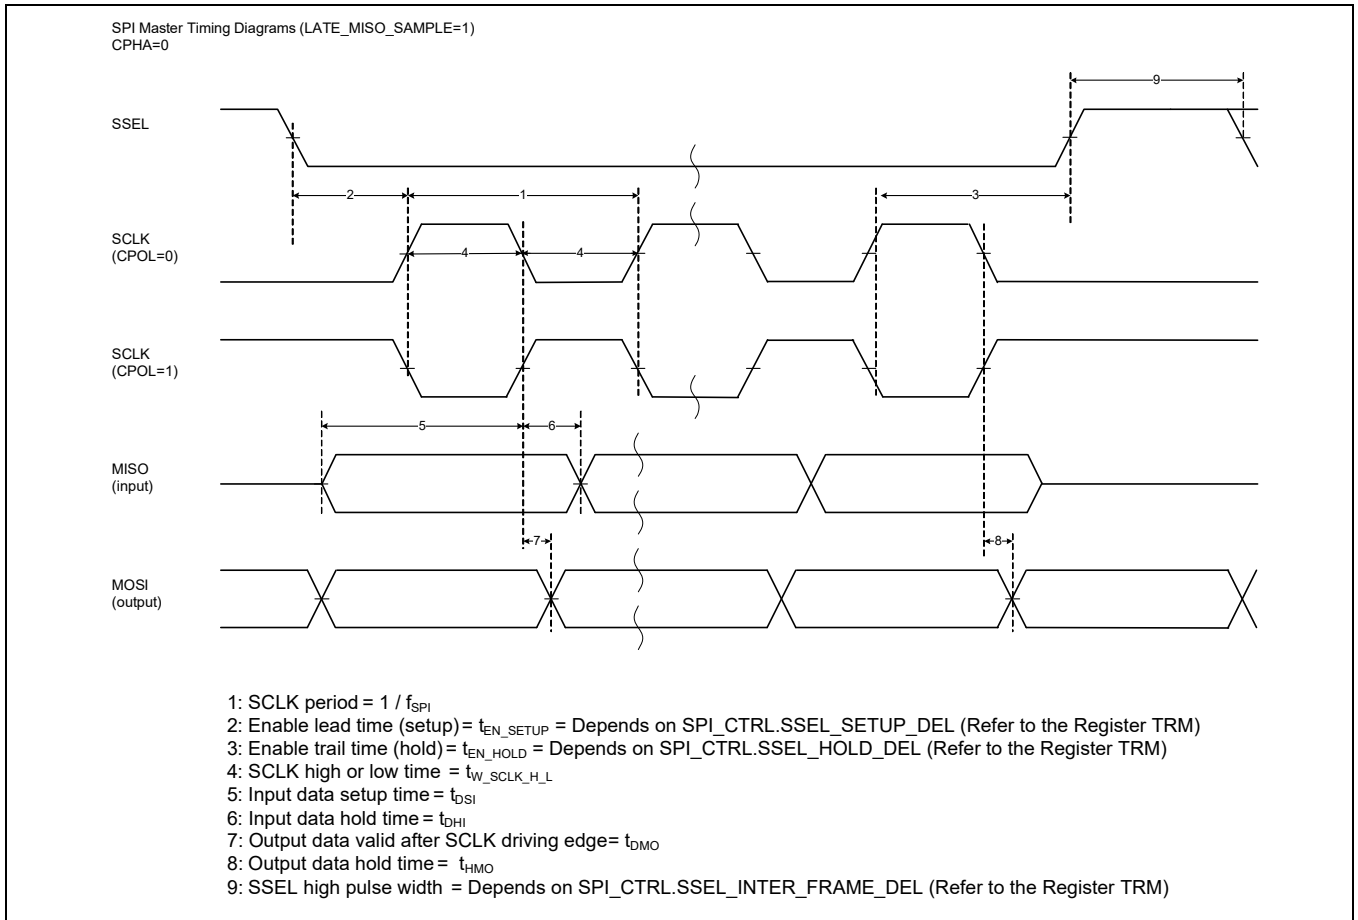 SPI Master Timing Diagrams (LATE_MISO_SAMPLE=1)
CPHA=0
9
SSEL
2
1
3
SCLK
(CPOL=0)
4
4
SCLK
(CPOL=1)
5
6
MISO
(input)
7
8
MOSI
(output)
1: SCLK period = 1 / fSPI
2: Enable lead time (setup) = tEN_SETUP = Depends on SPI_CTRL.SSEL_SETUP_DEL (Refer to the Register TRM)
3: Enable trail time (hold) = tEN_HOLD = Depends on SPI_CTRL.SSEL_HOLD_DEL (Refer to the Register TRM)
4: SCLK high or low time = tW_SCLK_H_L
5: Input data setup time = tDSI
6: Input data hold time = tDHI
7: Output data valid after SCLK driving edge= tDMO
8: Output data hold time = tHMO
9: SSEL high pulse width = Depends on SPI_CTRL.SSEL_INTER_FRAME_DEL (Refer to the Register TRM)